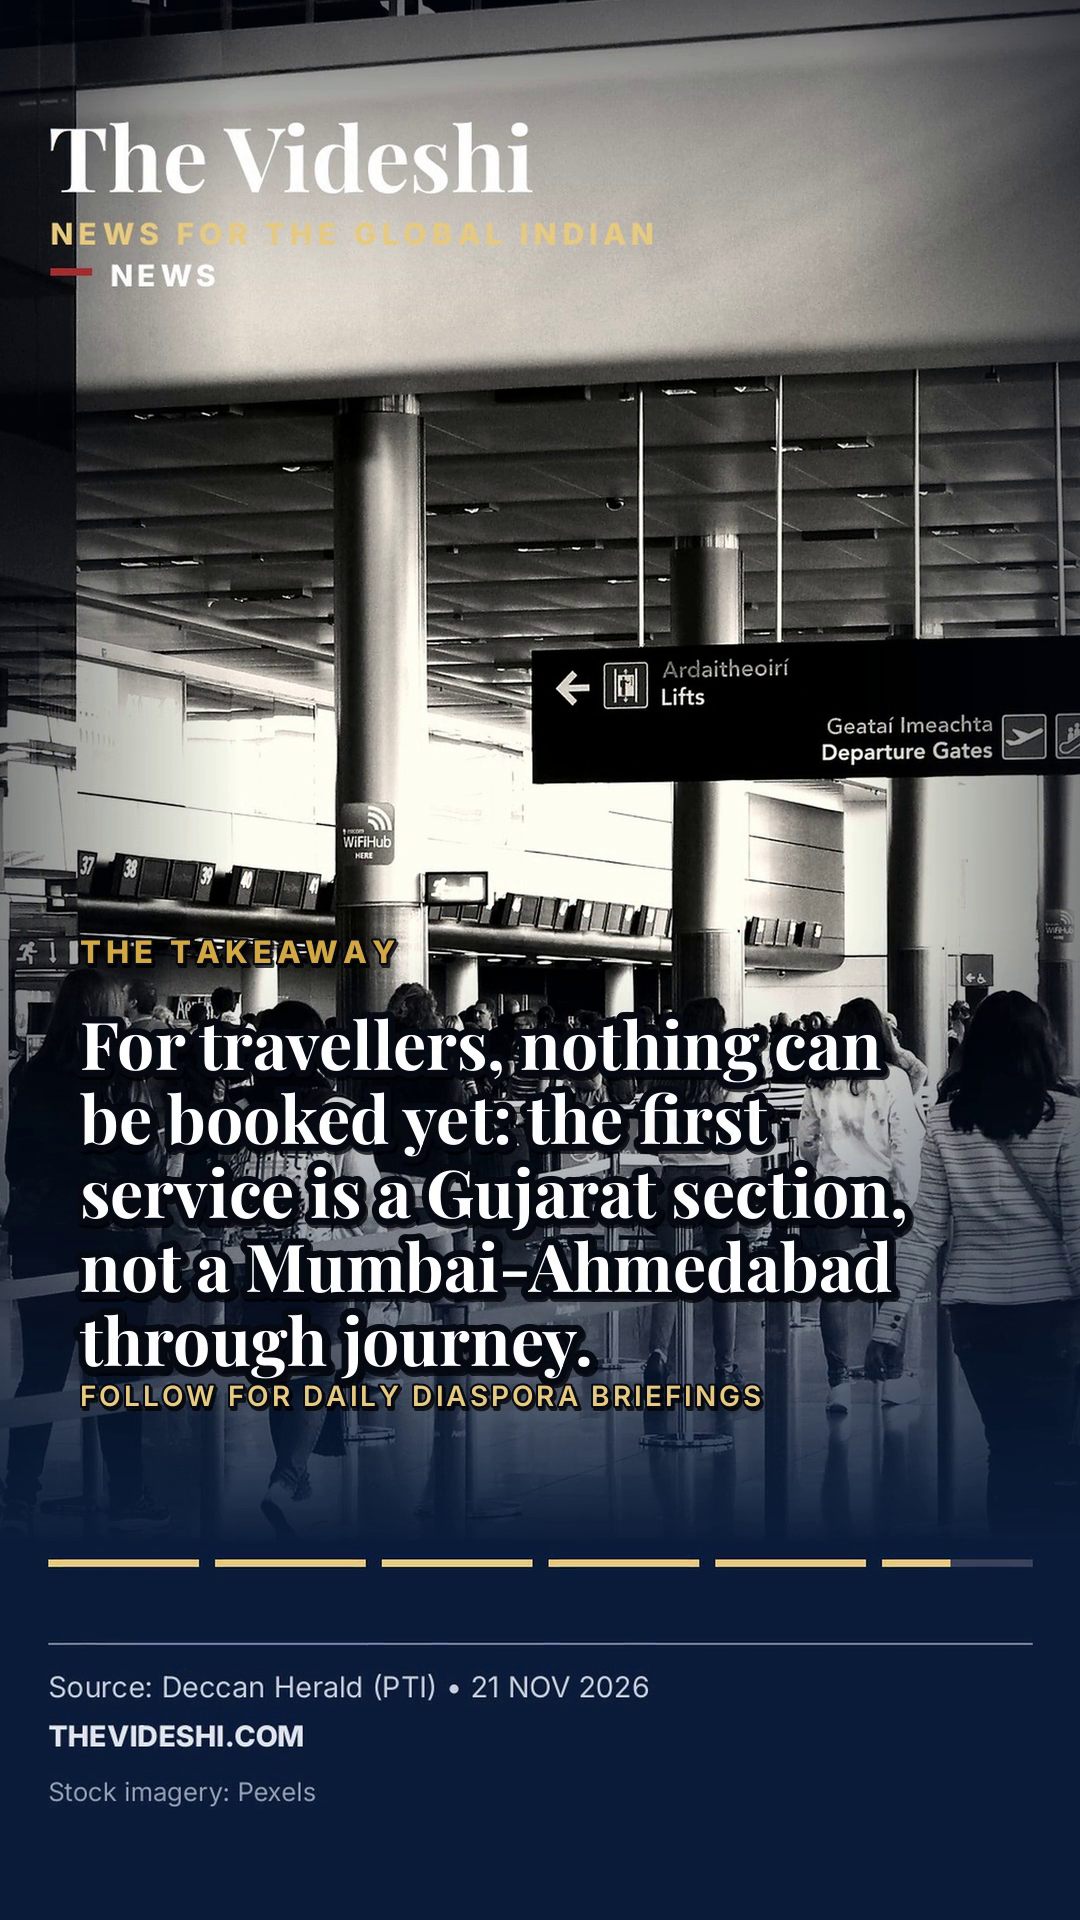 The Videshi
NEWS FOR THE GLOBAL INDIAN
NEWS
Ardaitheoirí
Lifts
Geataí Imeachta
Departure Gates
WiFiHub
HERE
37
38
39
40
41
THE TAKEAWAY
For travellers, nothing can
be booked yet: the first
service is a Gujarat section,
not a Mumbai-Ahmedabad
through journey.
FOLLOW FOR DAILY DIASPORA BRIEFINGS
Source: Deccan Herald (PTI) • 21 NOV 2026
THEVIDESHI.COM
Stock imagery: Pexels